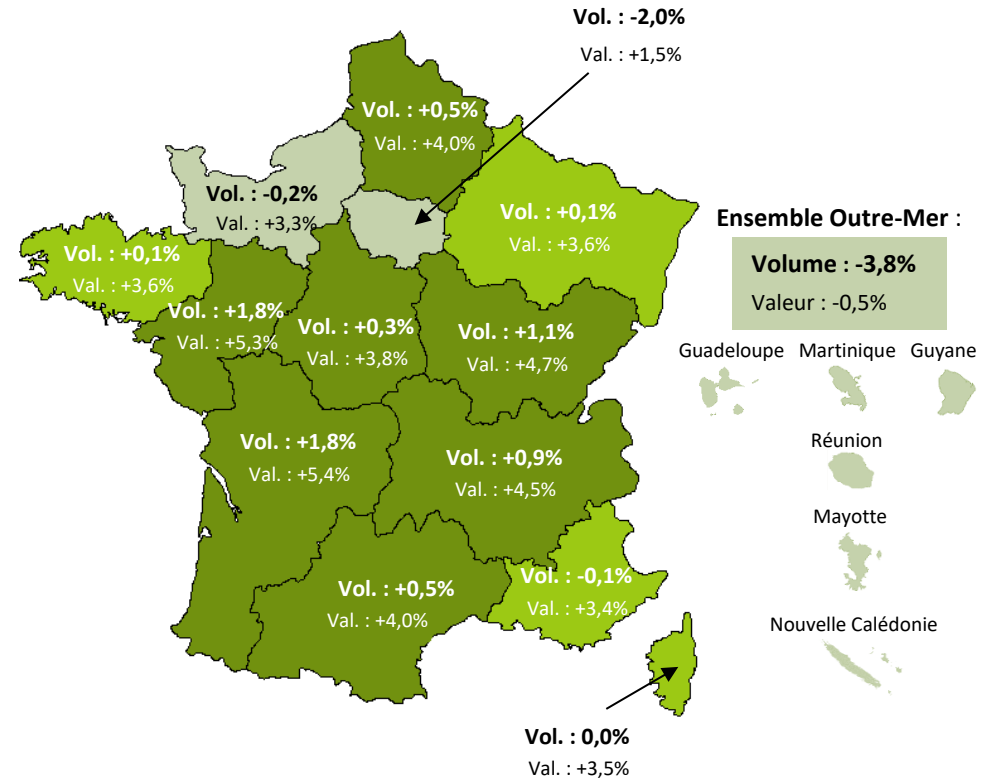 Vol. : -2,0%
Val. : +1,5%
Vol. : +0,5%
Val. : +4,0%
Vol. : -0,2%
Val. : +3,3%
Vol. : +0,1%
Val. : +3,6%
Vol. : +0,1%
Val. : +3,6%
Vol. : +1,8%
Val. : +5,3%
Vol. : +0,3%
Val. : +3,8%
Vol. : +1,1%
Val. : +4,7%
Vol. : +1,8%
Val. : +5,4%
Vol. : +0,9%
Val. : +4,5%
Vol. : +0,5%
Val. : +4,0%
Vol. : -0,1%
Val. : +3,4%
Vol. : 0,0%
Val. : +3,5%
Ensemble Outre-Mer :
Volume : -3,8%
Valeur : -0,5%
Guadeloupe Martinique Guyane
Réunion
Mayotte
Nouvelle Calédonie